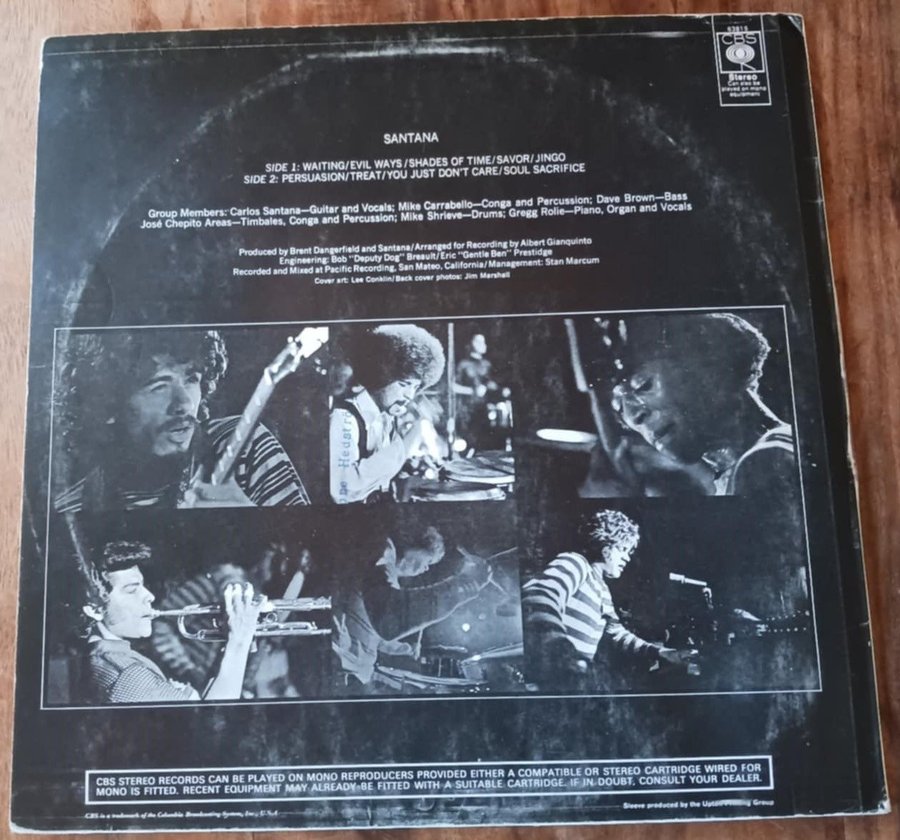 63815
CBS
Stereo
Can also be
played on mono
equipment
SANTANA
SIDE 1: WAITING/EVIL WAYS/SHADES OF TIME/SAVOR/JINGO
SIDE 2: PERSUASION/TREAT/YOU JUST DON'T CARE/SOUL SACRIFICE
Group Members: Carlos Santana—Guitar and Vocals; Mike Carrabello—Conga and Percussion; Dave Brown—Bass
José Chepito Areas—Timbales, Conga and Percussion; Mike Shrieve—Drums; Gregg Rolie—Piano, Organ and Vocals
Produced by Brent Dangerfield and Santana/Arranged for Recording by Albert Gianquinto
Engineering: Bob "Deputy Dog" Breault/Eric "Gentle Ben" Prestidge
Recorded and Mixed at Pacific Recording, San Mateo, California/Management: Stan Marcum
Cover art: Lee Conklin/Back cover photos: Jim Marshall
CBS STEREO RECORDS CAN BE PLAYED ON MONO REPRODUCERS PROVIDED EITHER A COMPATIBLE OR STEREO CARTRIDGE WIRED FOR
MONO IS FITTED. RECENT EQUIPMENT MAY ALREADY BE FITTED WITH A SUITABLE CARTRIDGE. IF IN DOUBT, CONSULT YOUR DEALER.
CBS is a trademark of the Columbia Broadcasting System, Inc., U.S.A.
Sleeve produced by the Upton Printing Group